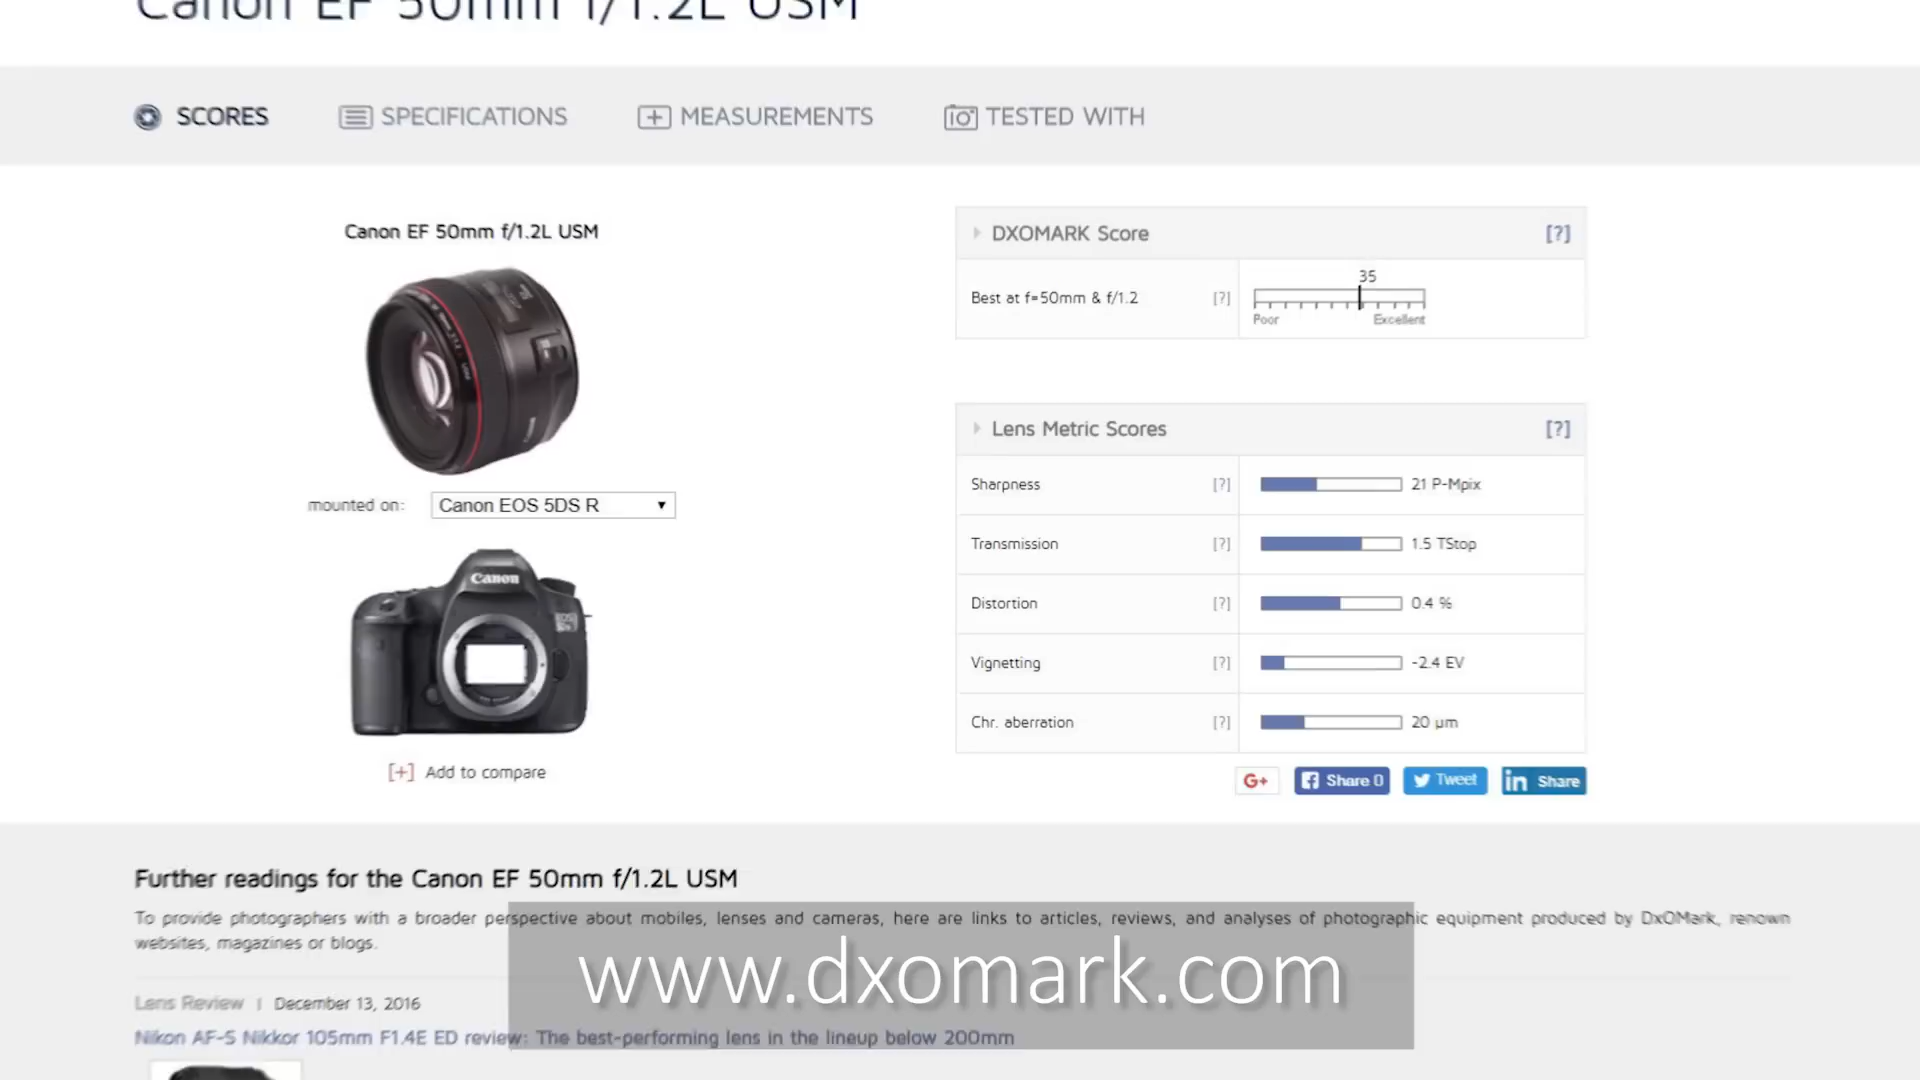 Canon EF 50mm f/1.2L USM
SCORES
SPECIFICATIONS
MEASUREMENTS
TESTED WITH
Canon EF 50mm f/1.2L USM
mounted on:
Canon EOS 5DS R
Canon
[+] Add to compare
DXOMARK Score [?]
Best at f=50mm & f/1.2 [?]
35
Poor Excellent
Lens Metric Scores [?]
Sharpness [?] 21 P-Mpix
Transmission [?] 1.5 TStop
Distortion [?] 0.4 %
Vignetting [?] -2.4 EV
Chr. aberration [?] 20 µm
G+ Share 0 Tweet in Share
Further readings for the Canon EF 50mm f/1.2L USM
To provide photographers with a broader perspective about mobiles, lenses and cameras, here are links to articles, reviews, and analyses of photographic equipment produced by DxOMark, renown
websites, magazines or blogs.
www.dxomark.com
Lens Review | December 13, 2016
Nikon AF-S Nikkor 105mm F1.4E ED review: The best-performing lens in the lineup below 200mm